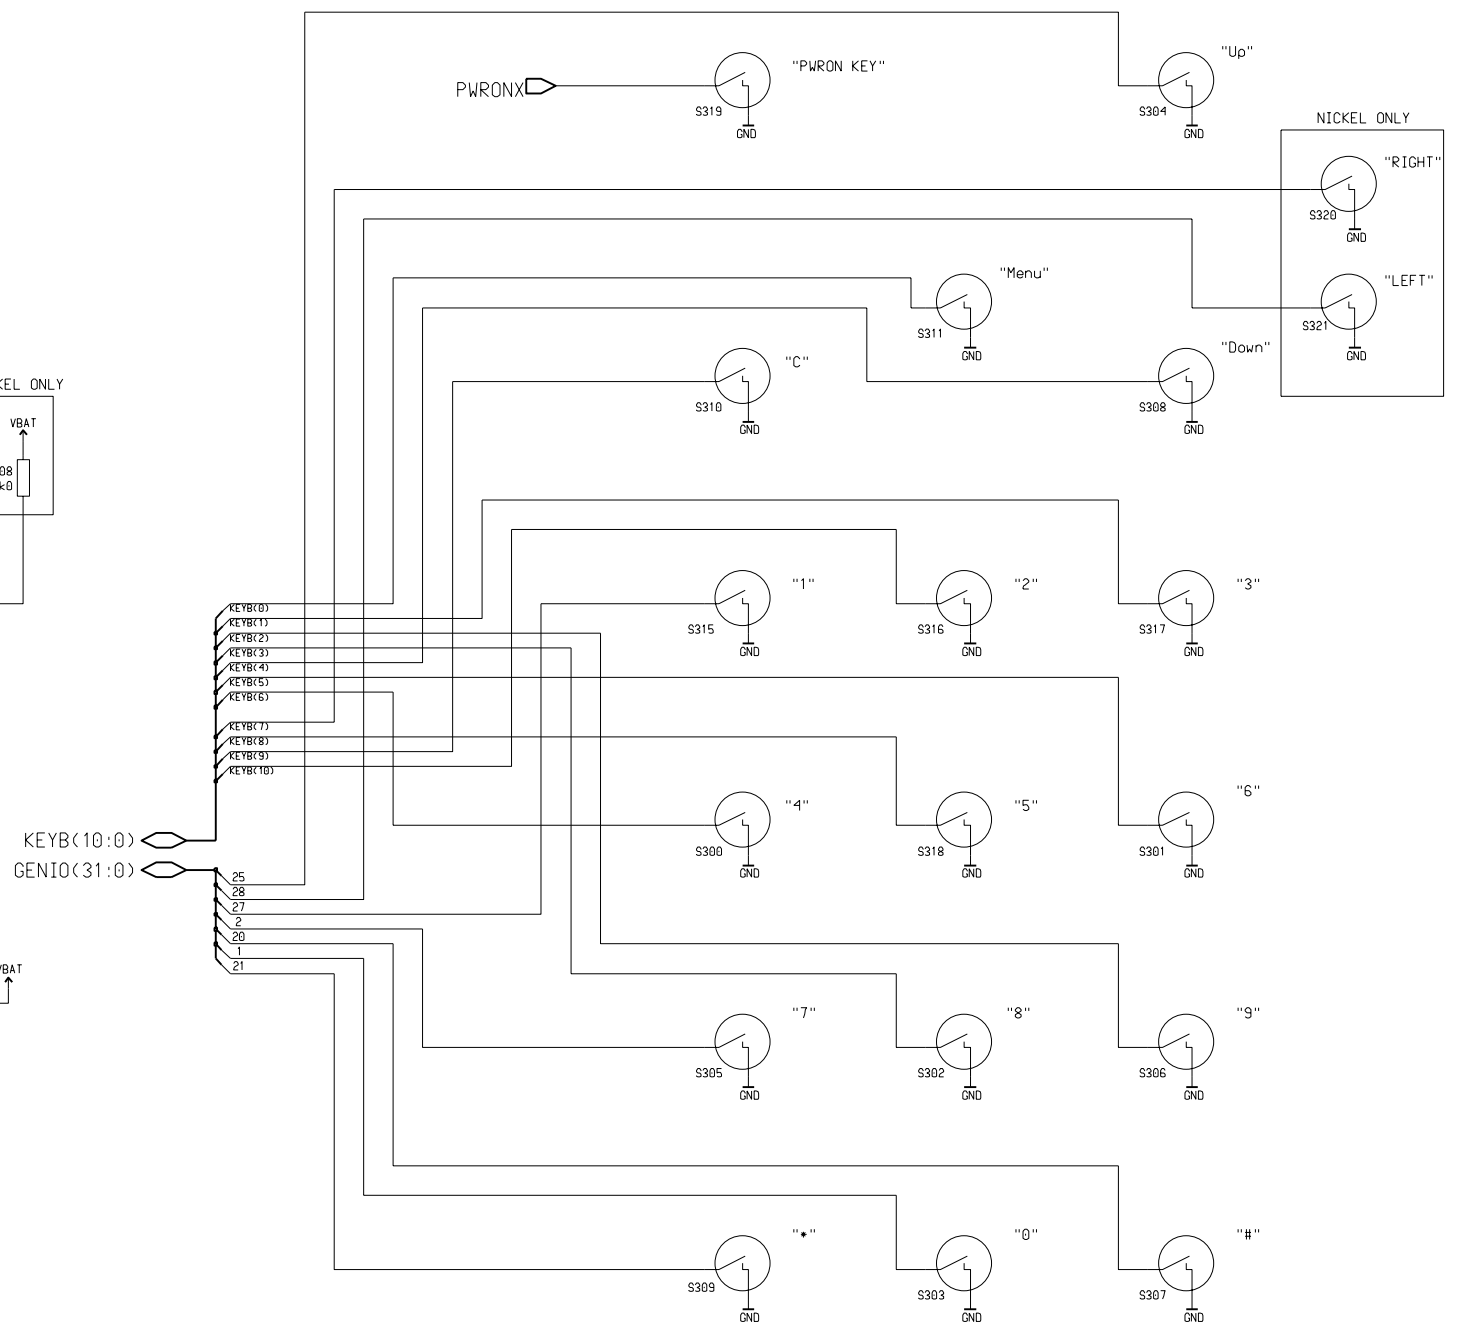 "Up"
"PWRON KEY"
PWRONX
S319
S304
GND
GND
NICKEL ONLY
"RIGHT"
S320
GND
"Menu"
"LEFT"
S311
S321
GND
GND
"C"
"Down"
S310
S308
GND
GND
KEL ONLY
VBAT
08
k0
"1"
"2"
"3"
S315
S316
S317
GND
GND
GND
KEYB(0)
KEYB(1)
KEYB(2)
KEYB(3)
KEYB(4)
KEYB(5)
KEYB(6)
KEYB(7)
KEYB(8)
KEYB(9)
KEYB(10)
"4"
"5"
"6"
S300
S318
S301
GND
GND
GND
KEYB(10:0)
GENIO(31:0)
25
28
27
2
20
1
21
VBAT
"7"
"8"
"9"
S305
S302
S306
GND
GND
GND
"*"
"0"
"#"
S309
S303
S307
GND
GND
GND